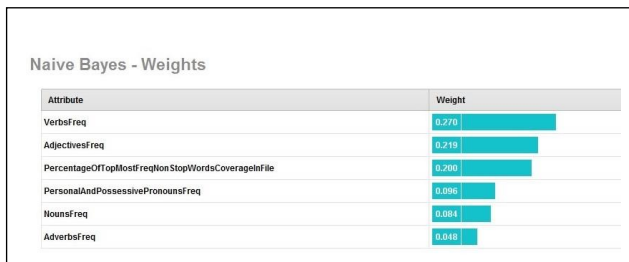 Naive Bayes - Weights
Attribute Weight
VerbsFreq 0.270
AdjectivesFreq 0.219
PercentageOfTopMostFreqNonStopWordsCoverageInFile 0.200
PersonalAndPossessivePronounsFreq 0.096
NounsFreq 0.084
AdverbsFreq 0.048